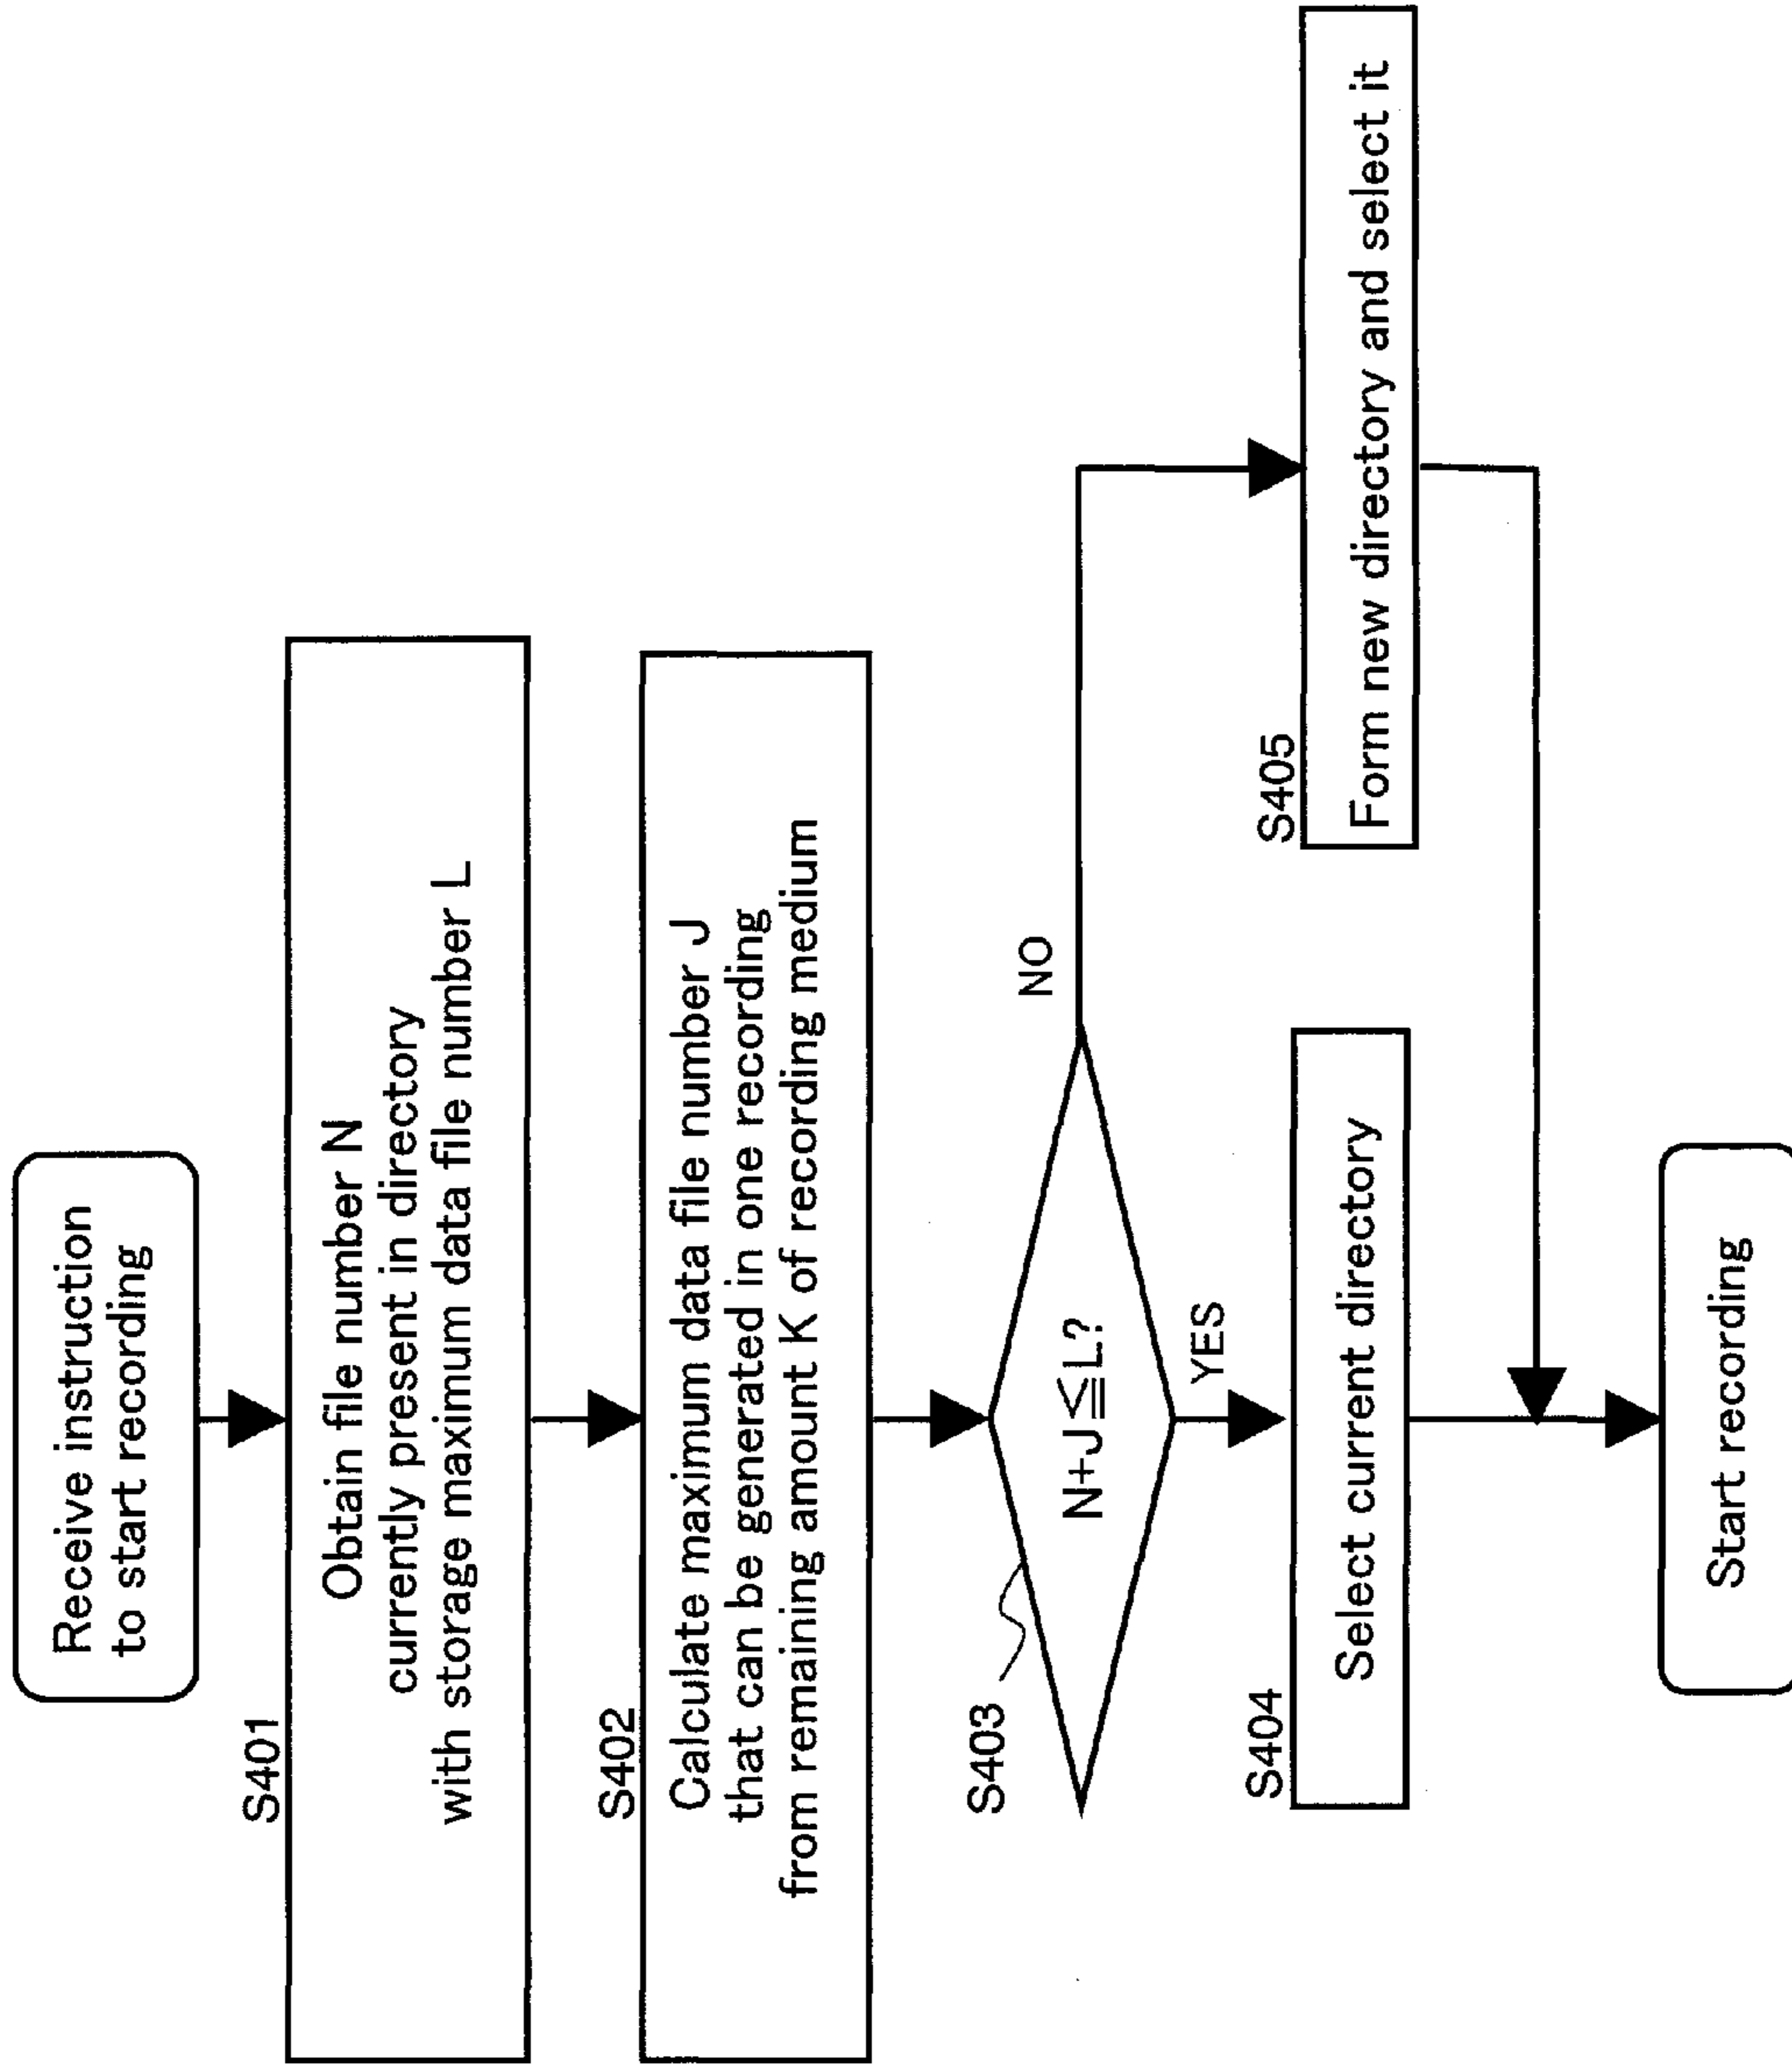 Receive instruction
to start recording
S401
Obtain file number N
currently present in directory
with storage maximum data file number L
S402
Calculate maximum data file number J
that can be generated in one recording
from remaining amount K of recording medium
S403
N+J≦L?
NO
YES
S404
Select current directory
S405
Form new directory and select it
Start recording